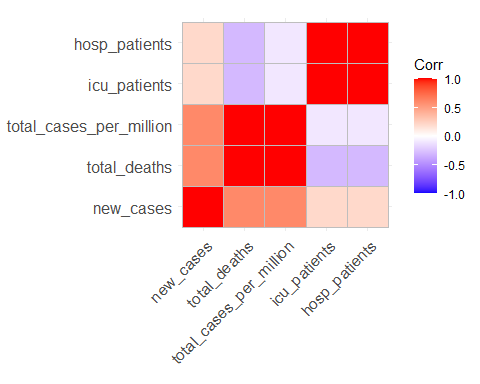 hosp_patients
icu_patients
total_cases_per_million
total_deaths
new_cases
new_cases
total_deaths
total_cases_per_million
icu_patients
hosp_patients
Corr
1.0
0.5
0.0
-0.5
-1.0